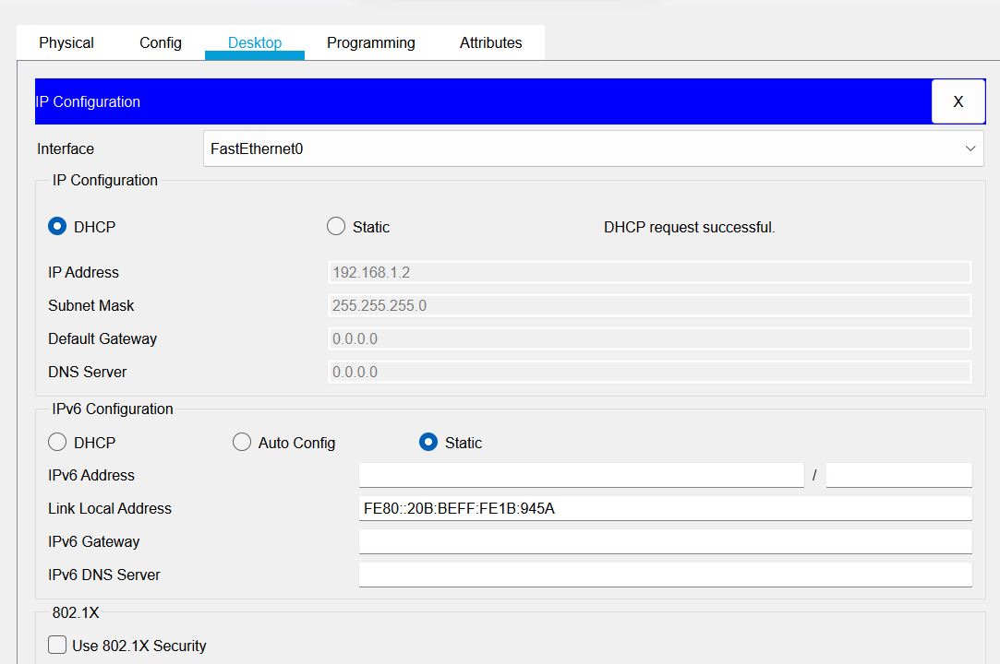 Physical Config Desktop Programming Attributes
IP Configuration X
Interface FastEthernet0
IP Configuration
DHCP Static DHCP request successful.
IP Address 192.168.1.2
Subnet Mask 255.255.255.0
Default Gateway 0.0.0.0
DNS Server 0.0.0.0
IPv6 Configuration
DHCP Auto Config Static
IPv6 Address /
Link Local Address FE80::20B:BEFF:FE1B:945A
IPv6 Gateway
IPv6 DNS Server
802.1X
Use 802.1X Security